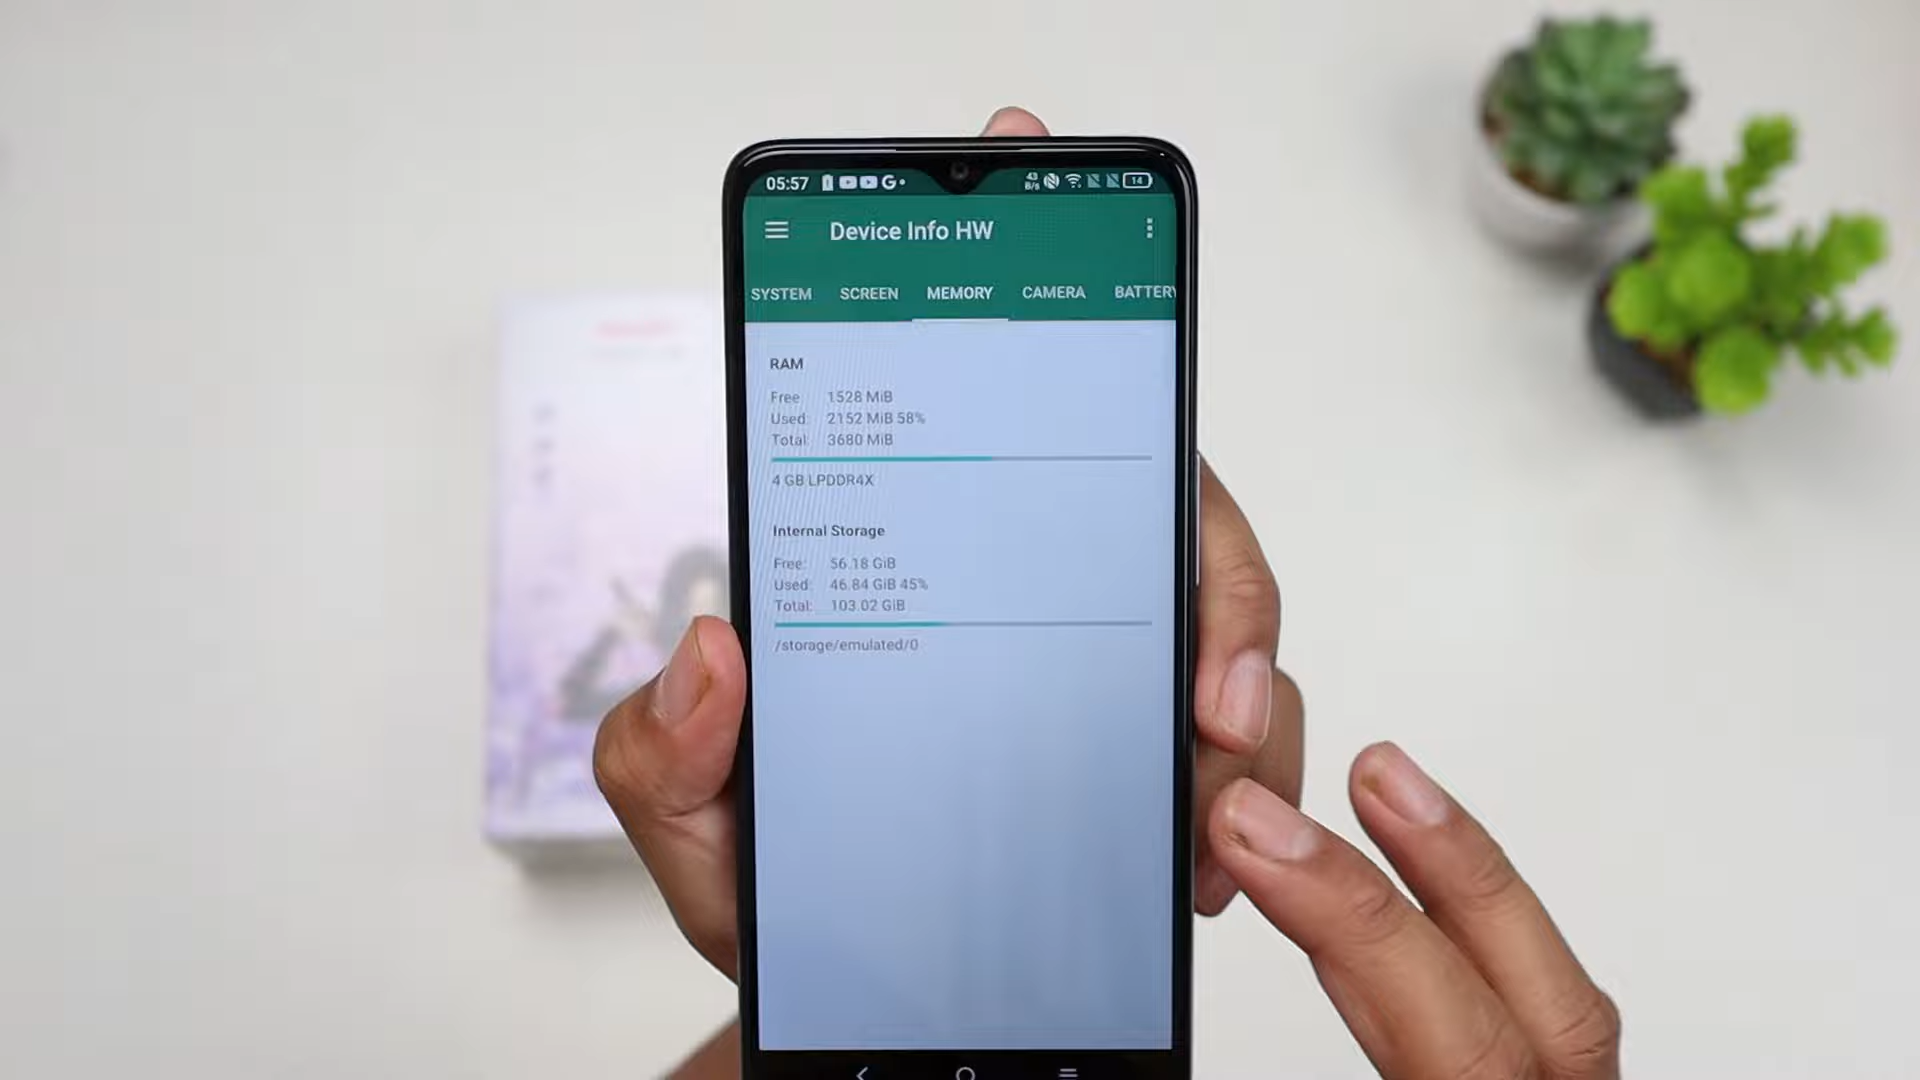 05:57 G 43 B/s 14
Device Info HW
SYSTEM SCREEN MEMORY CAMERA BATTERY
RAM
Free 1528 MiB
Used: 2152 MiB 58%
Total: 3680 MiB
4 GB LPDDR4X
Internal Storage
Free: 56.18 GiB
Used: 46.84 GiB 45%
Total: 103.02 GiB
/storage/emulated/0